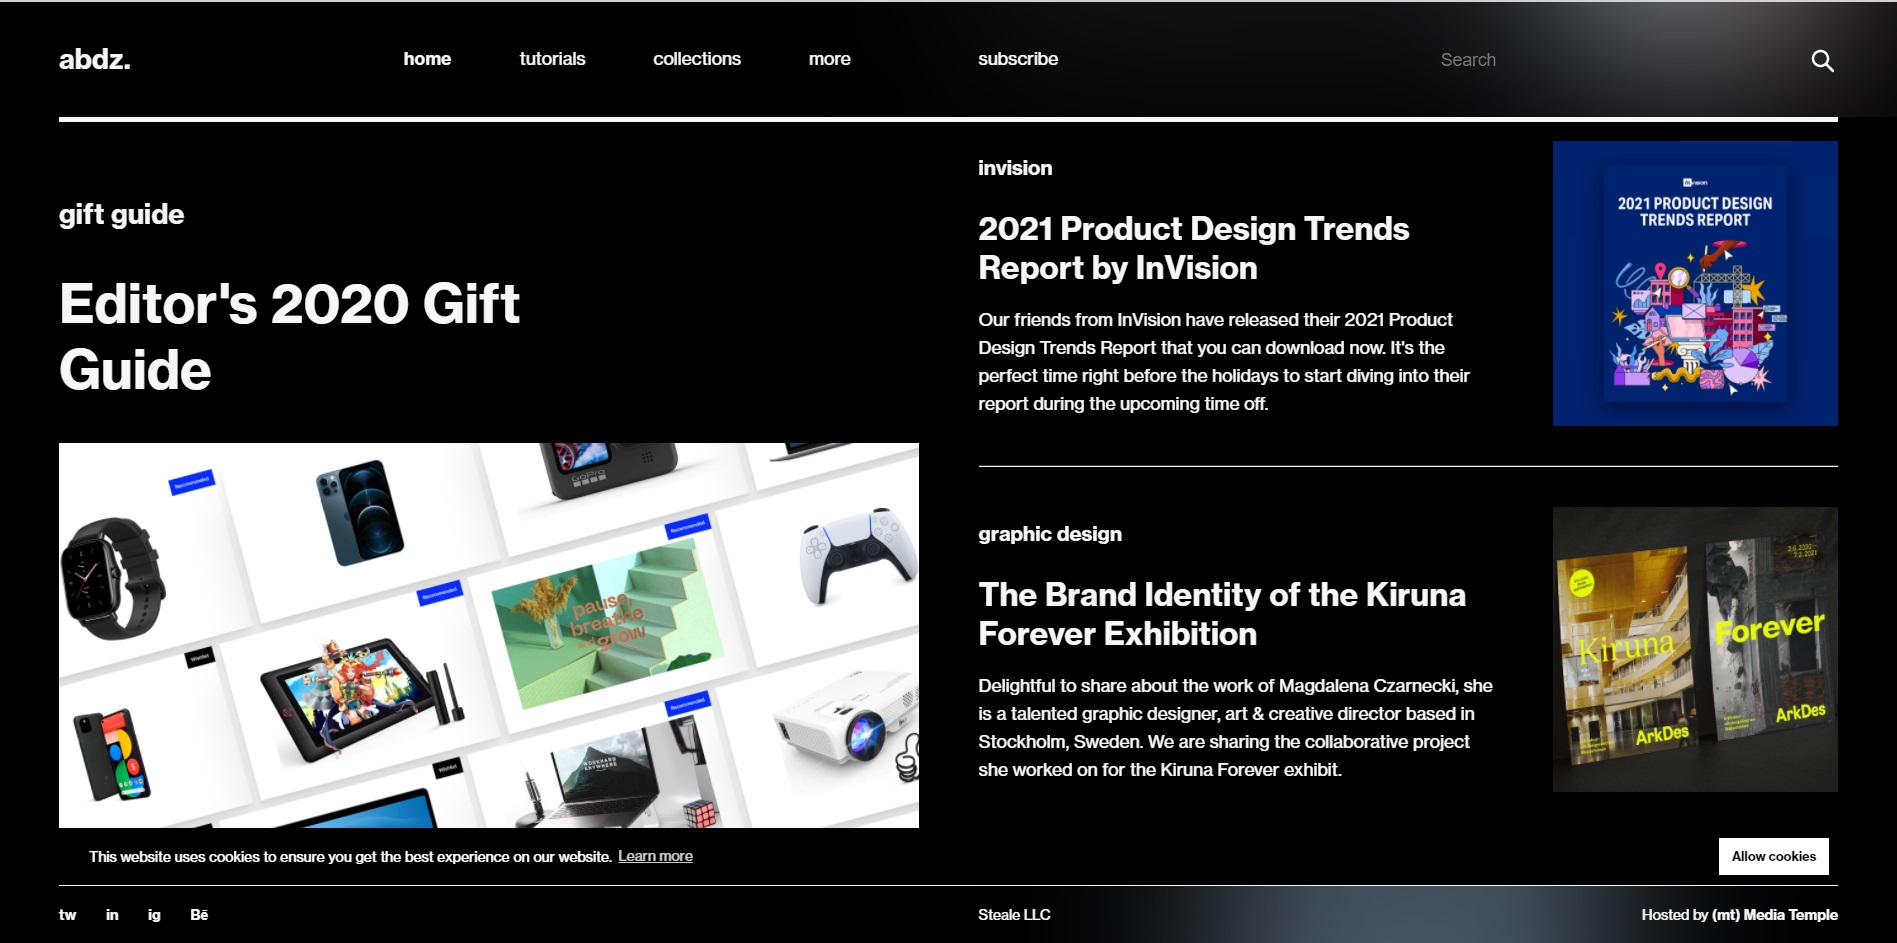 abdz.
home
tutorials
collections
more
subscribe
Search
gift guide
Editor's 2020 Gift
Guide
Recommended
GoPro
Recommended
Recommended
pause,
breathe
and grow
Wishlist
Recommended
WORKHARD
ANYWHERE
Wishlist
invision
2021 Product Design Trends
Report by InVision
Our friends from InVision have released their 2021 Product
Design Trends Report that you can download now. It's the
perfect time right before the holidays to start diving into their
report during the upcoming time off.
invision
2021 PRODUCT DESIGN
TRENDS REPORT
graphic design
The Brand Identity of the Kiruna
Forever Exhibition
Delightful to share about the work of Magdalena Czarnecki, she
is a talented graphic designer, art & creative director based in
Stockholm, Sweden. We are sharing the collaborative project
she worked on for the Kiruna Forever exhibit.
Kiruna
ArkDes
Forever
ArkDes
This website uses cookies to ensure you get the best experience on our website. Learn more
Allow cookies
tw
in
ig
Bē
Steale LLC
Hosted by (mt) Media Temple